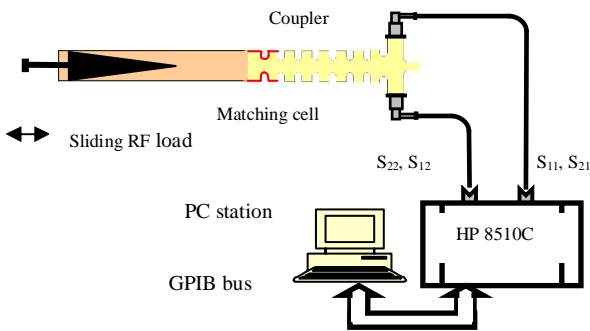 Coupler
Matching cell
Sliding RF load
S22, S12
S11, S21
PC station
HP 8510C
GPIB bus